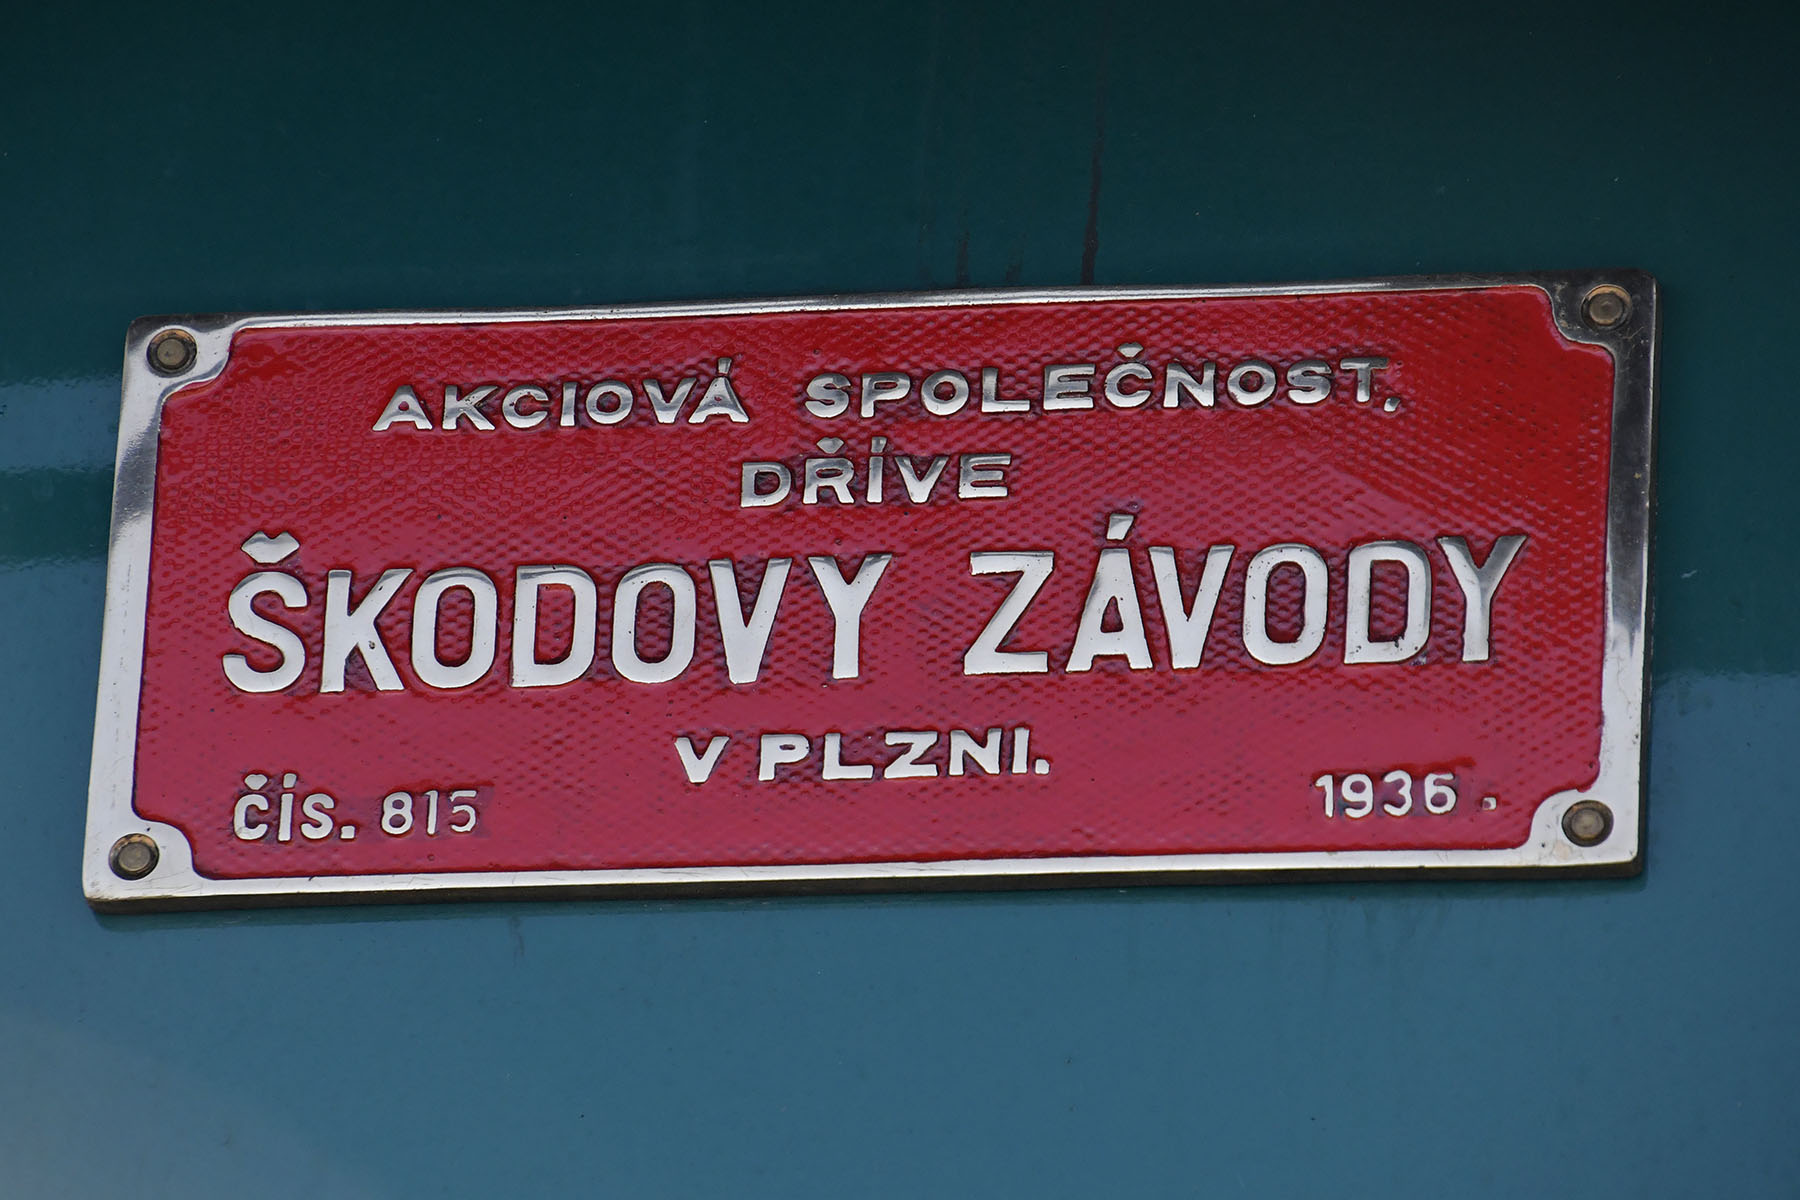 AKCIOVÁ SPOLEČNOST,
DŘÍVE
ŠKODOVY ZÁVODY
V PLZNI.
čís. 815 1936.